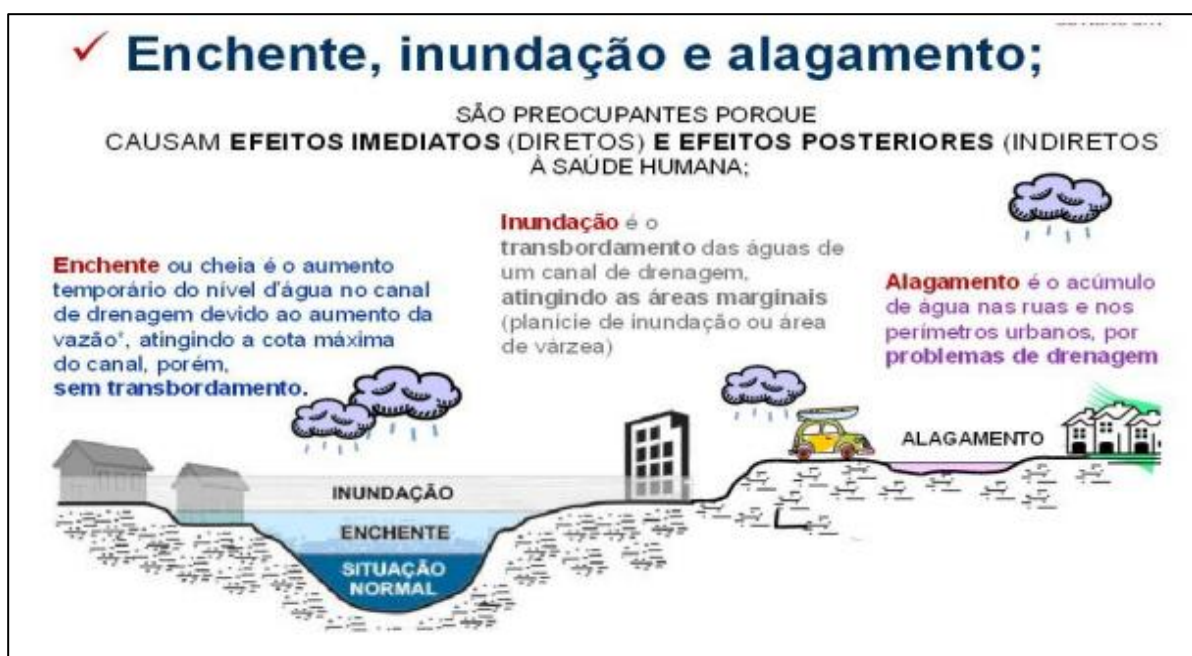 ✓ Enchente, inundação e alagamento;
SÃO PREOCUPANTES PORQUE
CAUSAM EFEITOS IMEDIATOS (DIRETOS) E EFEITOS POSTERIORES (INDIRETOS
À SAÚDE HUMANA;
Enchente ou cheia é o aumento
temporário do nível d'água no canal
de drenagem devido ao aumento da
vazão*, atingindo a cota máxima
do canal, porém,
sem transbordamento.
Inundação é o
transbordamento das águas de
um canal de drenagem,
atingindo as áreas marginais
(planície de inundação ou área
de várzea)
Alagamento é o acúmulo
de água nas ruas e nos
perímetros urbanos, por
problemas de drenagem
ALAGAMENTO
INUNDAÇÃO
ENCHENTE
SITUAÇÃO
NORMAL